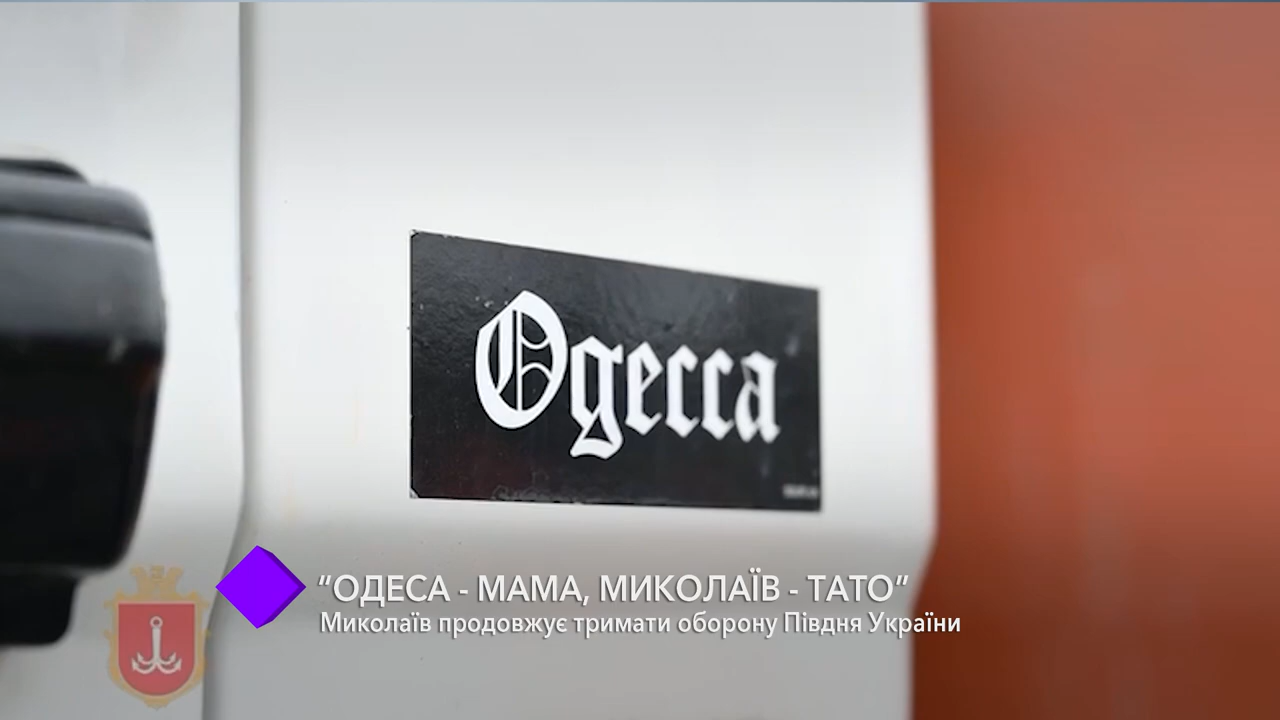 Одесса
“ОДЕСА - МАМА, МИКОЛАЇВ - ТАТО”
Миколаїв продовжує тримати оборону Півдня України